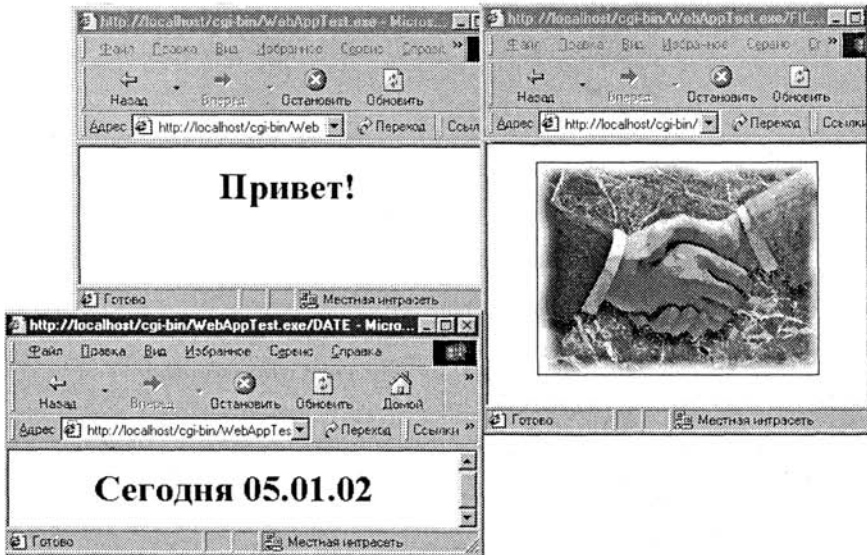 http://localhost/cgi-bin/WebAppTest.exe - Micros...
Файл Правка Вид Избранное Сервис Справк »
Назад Вперед Остановить Обновить
Адрес http://localhost/cgi-bin/Web Переход Ссыл
Привет!
Готово Местная интрасеть
http://localhost/cgi-bin/WebAppTest.exe/FIL...
Файл Правка Вид Избранное Сервис Сг »
Назад Вперед Остановить Обновить
Адрес http://localhost/cgi-bin/ Переход Ссылки
Готово Местная интрасеть
http://localhost/cgi-bin/WebAppTest.exe/DATE - Micro...
Файл Правка Вид Избранное Сервис Справка
Назад Вперед Остановить Обновить Домой »
Адрес http://localhost/cgi-bin/WebAppTes Переход Ссылки »
Сегодня 05.01.02
Готово Местная интрасеть